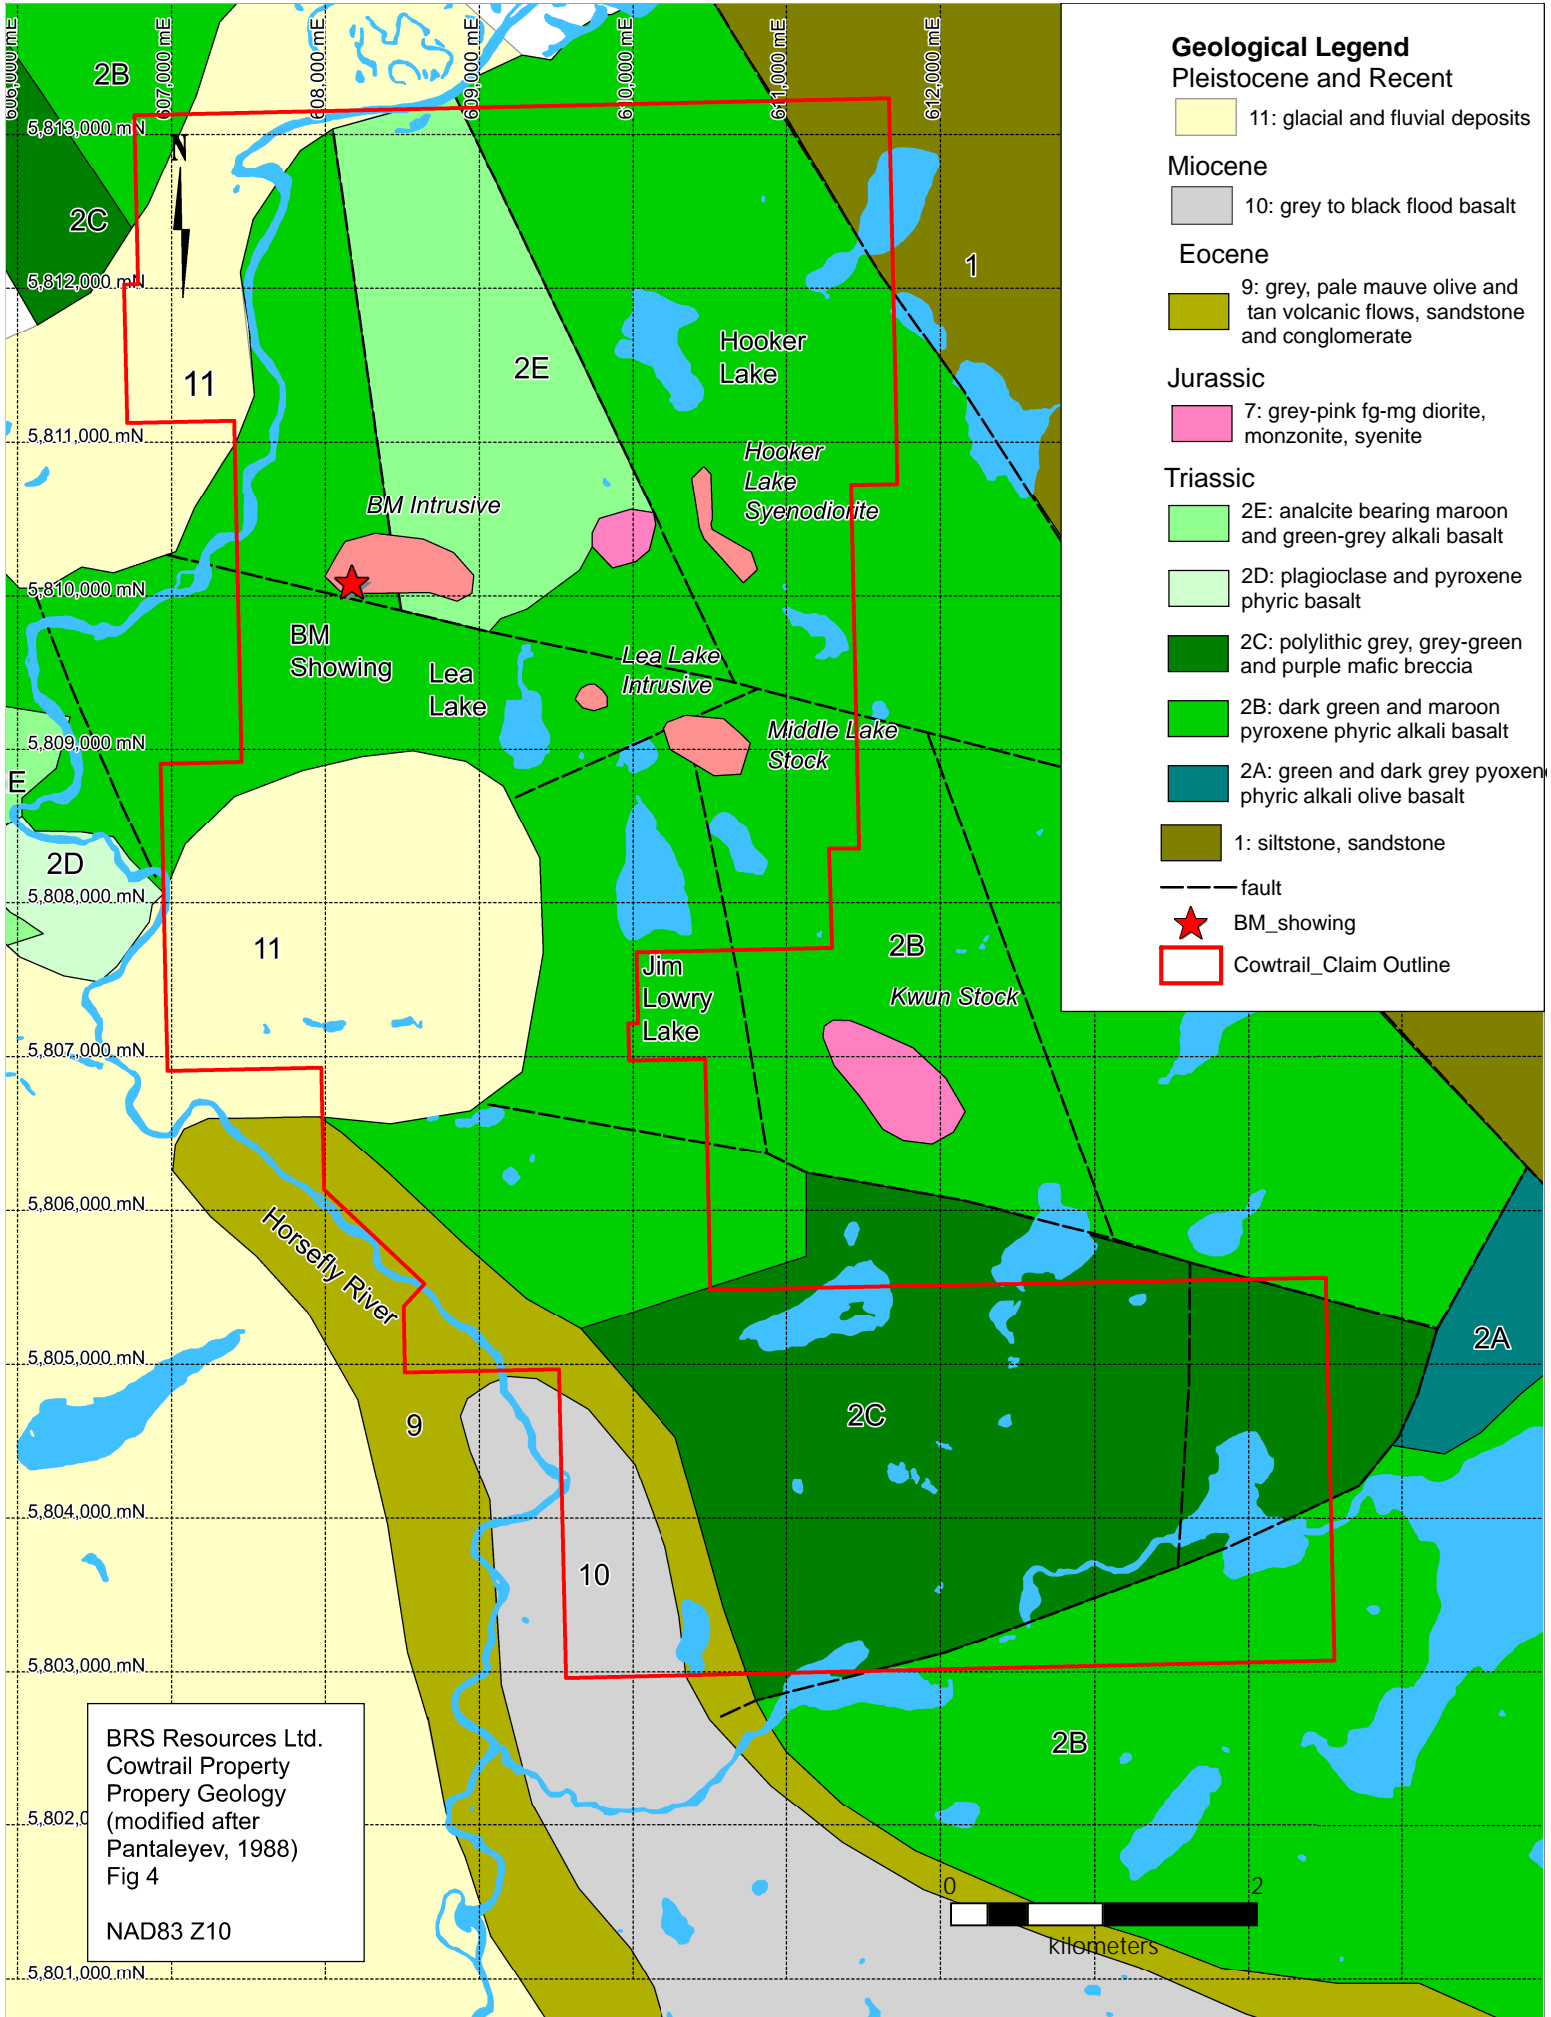 606,000 mE
607,000 mE
608,000 mE
609,000 mE
610,000 mE
611,000 mE
612,000 mE
5,813,000 mN
5,812,000 mN
5,811,000 mN
5,810,000 mN
5,809,000 mN
5,808,000 mN
5,807,000 mN
5,806,000 mN
5,805,000 mN
5,804,000 mN
5,803,000 mN
5,802,0
5,801,000 mN
N
2B
2C
11
2E
1
Hooker
Lake
Hooker
Lake
Syenodiorite
BM Intrusive
BM
Showing
Lea
Lake
Lea Lake
Intrusive
Middle Lake
Stock
E
2D
11
2B
Jim
Lowry
Lake
Kwun Stock
Horsefly River
2A
9
2C
10
2B
Geological Legend
Pleistocene and Recent
11: glacial and fluvial deposits
Miocene
10: grey to black flood basalt
Eocene
9: grey, pale mauve olive and
tan volcanic flows, sandstone
and conglomerate
Jurassic
7: grey-pink fg-mg diorite,
monzonite, syenite
Triassic
2E: analcite bearing maroon
and green-grey alkali basalt
2D: plagioclase and pyroxene
phyric basalt
2C: polylithic grey, grey-green
and purple mafic breccia
2B: dark green and maroon
pyroxene phyric alkali basalt
2A: green and dark grey pyoxene
phyric alkali olive basalt
1: siltstone, sandstone
fault
BM_showing
Cowtrail_Claim Outline
BRS Resources Ltd.
Cowtrail Property
Propery Geology
(modified after
Pantaleyev, 1988)
Fig 4
NAD83 Z10
0 2
kilometers